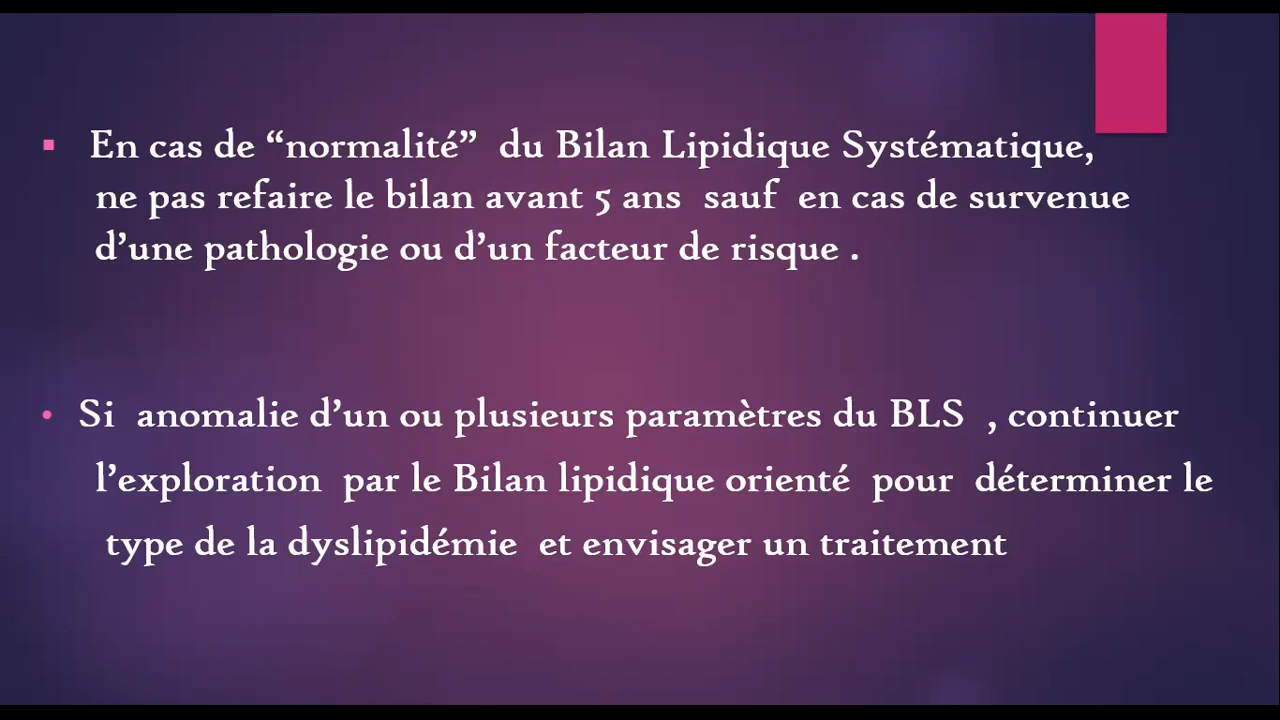 ▪ En cas de “normalité” du Bilan Lipidique Systématique,
ne pas refaire le bilan avant 5 ans sauf en cas de survenue
d’une pathologie ou d’un facteur de risque .
• Si anomalie d’un ou plusieurs paramètres du BLS , continuer
l’exploration par le Bilan lipidique orienté pour déterminer le
type de la dyslipidémie et envisager un traitement